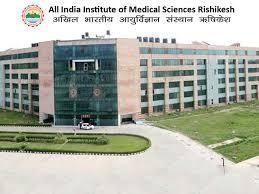 All India Institute of Medical Sciences Rishikesh
अखिल भारतीय आयुर्विज्ञान संस्थान ऋषिकेश